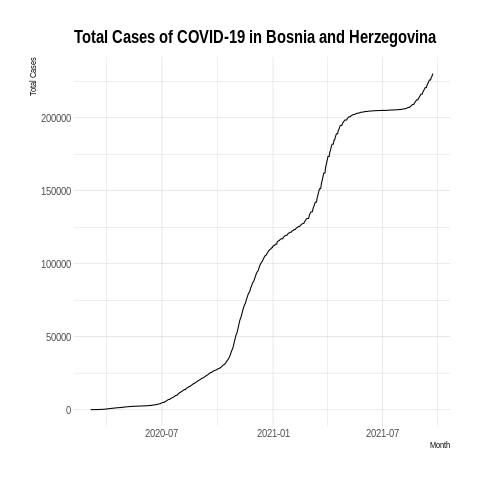 Total Cases of COVID-19 in Bosnia and Herzegovina
Total Cases
200000
150000
100000
50000
0
2020-07 2021-01 2021-07
Month